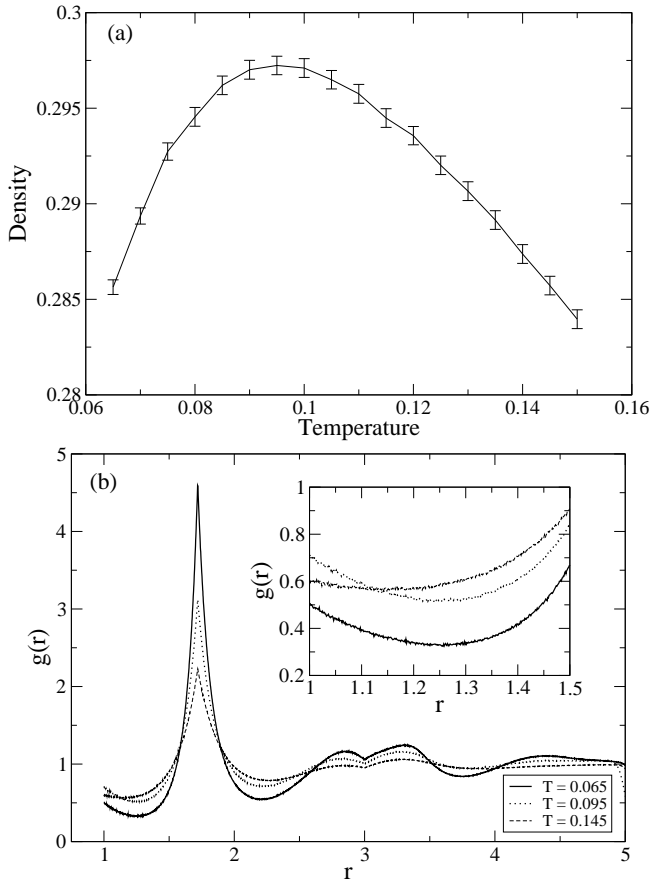 0.3
(a)
0.295
0.29
0.285
0.28
Density
0.06 0.08 0.1 0.12 0.14 0.16
Temperature
5
(b)
4
3
2
1
0
g(r)
1
0.8
0.6
0.4
0.2
g(r)
1 1.1 1.2 1.3 1.4 1.5
r
T = 0.065
T = 0.095
T = 0.145
1 2 3 4 5
r